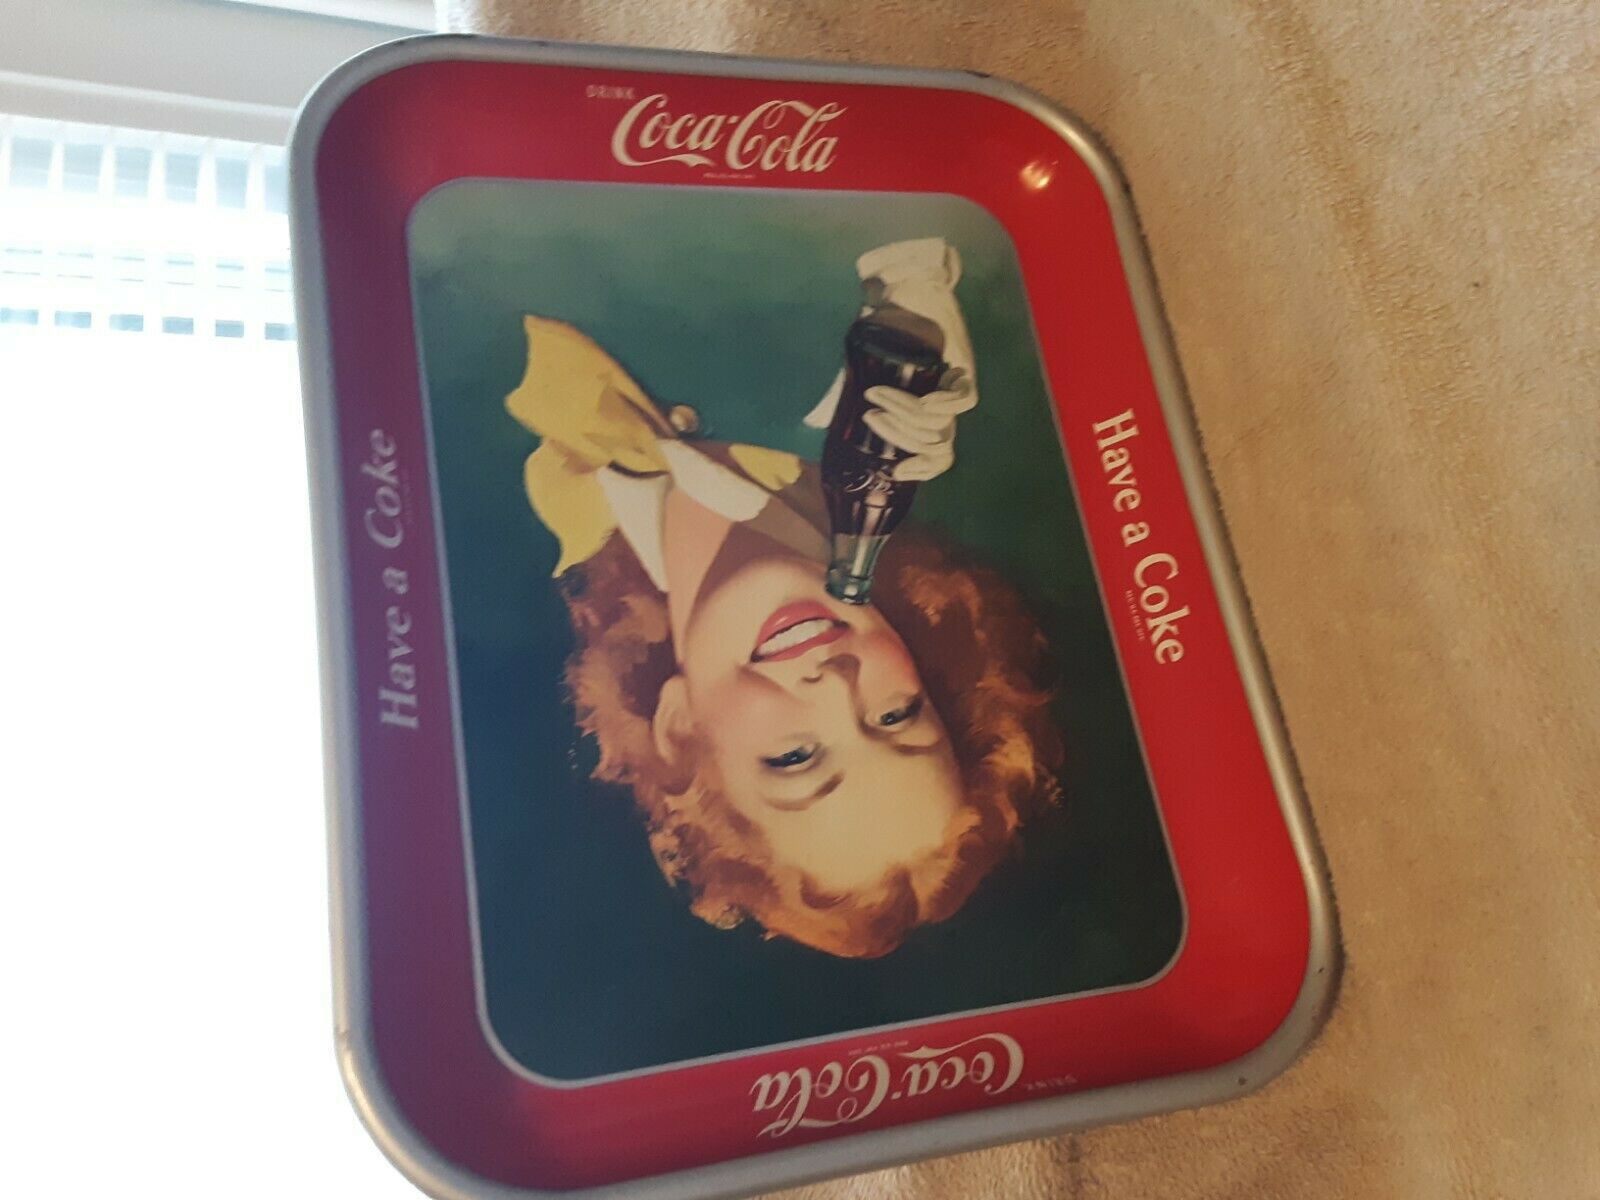 DRINK
Coca-Cola
Have a Coke
Have a Coke
DRINK
Coca-Cola